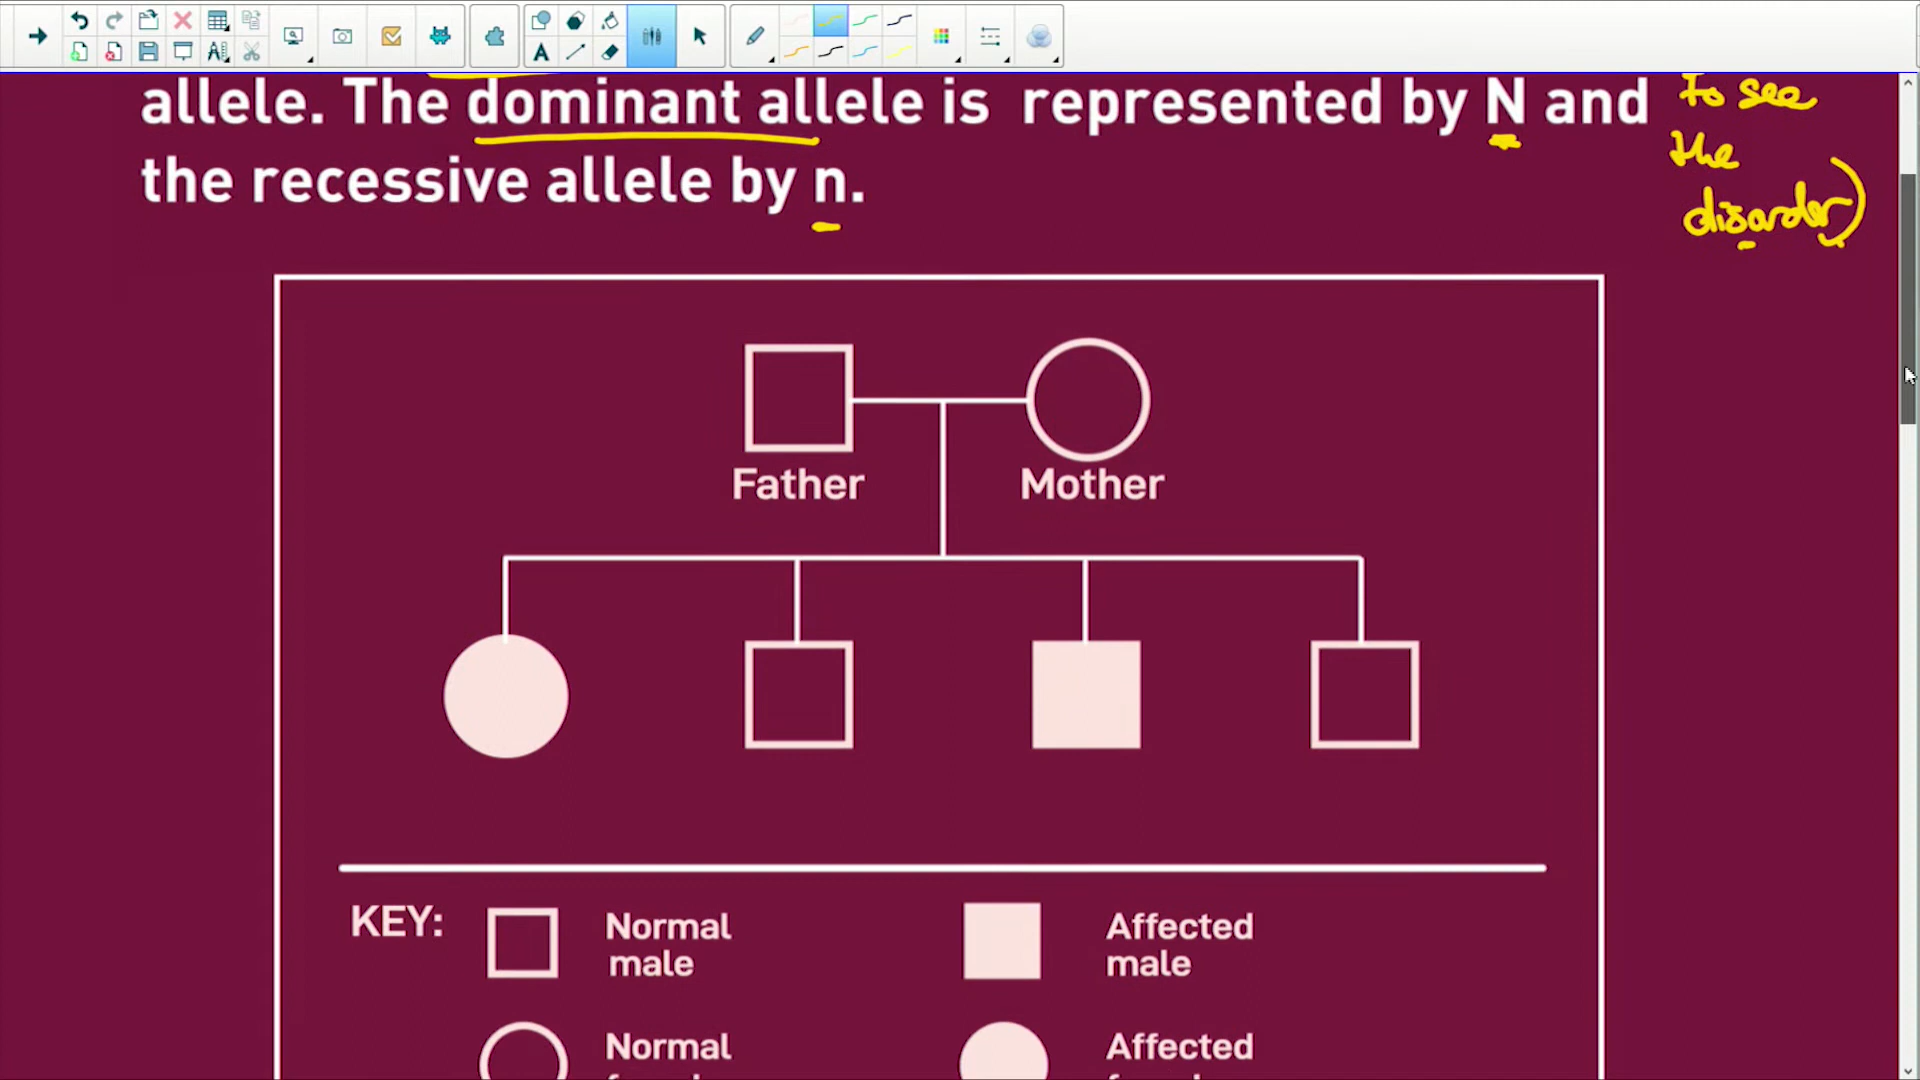 allele. The dominant allele is represented by N and
the recessive allele by n.
to see
the
disorder)
Father
Mother
KEY:
Normal
male
Affected
male
Normal
Affected